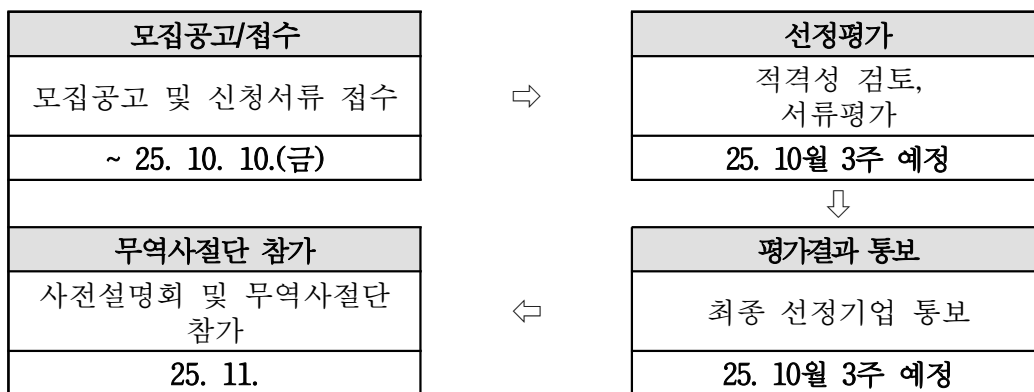 모집공고/접수
모집공고 및 신청서류 접수
~ 25. 10. 10.(금)
⇨
선정평가
적격성 검토,
서류평가
25. 10월 3주 예정
⇩
평가결과 통보
최종 선정기업 통보
25. 10월 3주 예정
⇦
무역사절단 참가
사전설명회 및 무역사절단
참가
25. 11.